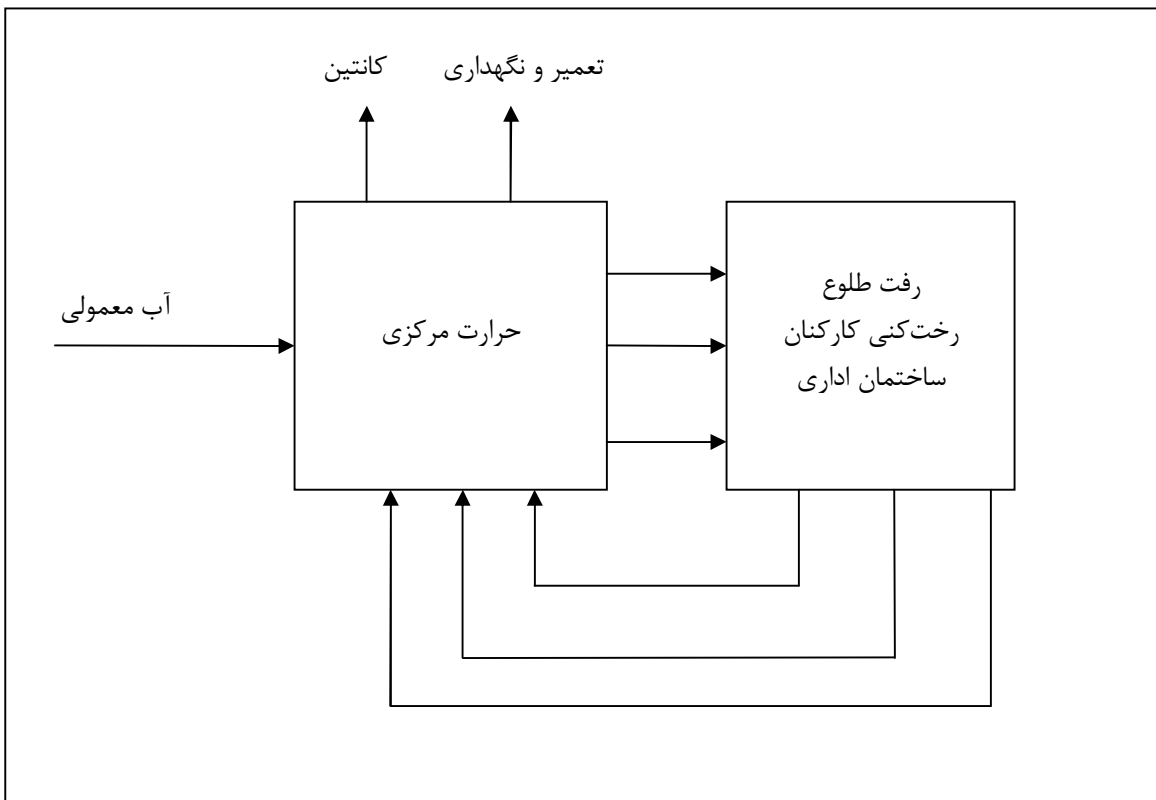 تعمیر و نگهداری
کانتین
رفت طلوع
رخت‌کنی کارکنان
ساختمان اداری
حرارت مرکزی
آب معمولی